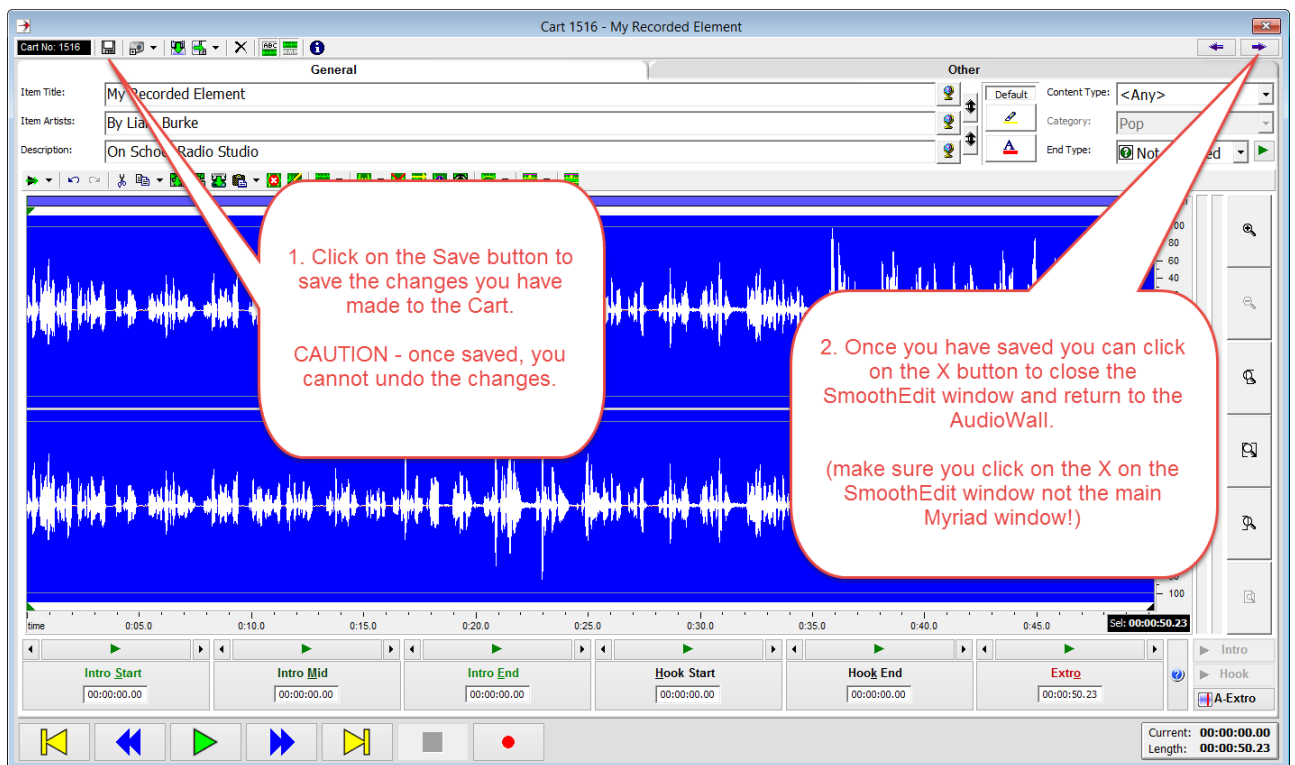 Cart 1516 - My Recorded Element
Cart No: 1516
ABC
General
Other
Item Title:
My Recorded Element
Default
Content Type:
<Any>
Item Artists:
By Liam Burke
Category:
Pop
Description:
On School Radio Studio
A
End Type:
Not
ed
1. Click on the Save button to
save the changes you have
made to the Cart.
CAUTION - once saved, you
cannot undo the changes.
2. Once you have saved you can click
on the X button to close the
SmoothEdit window and return to the
AudioWall.
(make sure you click on the X on the
SmoothEdit window not the main
Myriad window!)
80
60
40
100
time
0:05.0
0:10.0
0:15.0
0:20.0
0:25.0
0:30.0
0:35.0
0:40.0
0:45.0
Sel: 00:00:50.23
Intro Start
00:00:00.00
Intro Mid
00:00:00.00
Intro End
00:00:00.00
Hook Start
00:00:00.00
Hook End
00:00:00.00
Extro
00:00:50.23
Intro
Hook
A-Extro
Current: 00:00:00.00
Length: 00:00:50.23